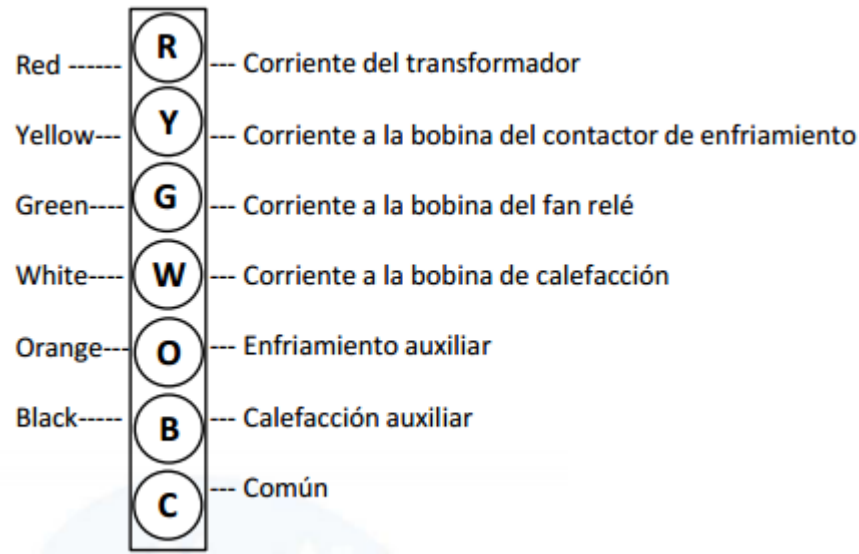 Red ------ R --- Corriente del transformador
Yellow--- Y --- Corriente a la bobina del contactor de enfriamiento
Green---- G --- Corriente a la bobina del fan relé
White---- W --- Corriente a la bobina de calefacción
Orange--- O --- Enfriamiento auxiliar
Black----- B --- Calefacción auxiliar
C --- Común